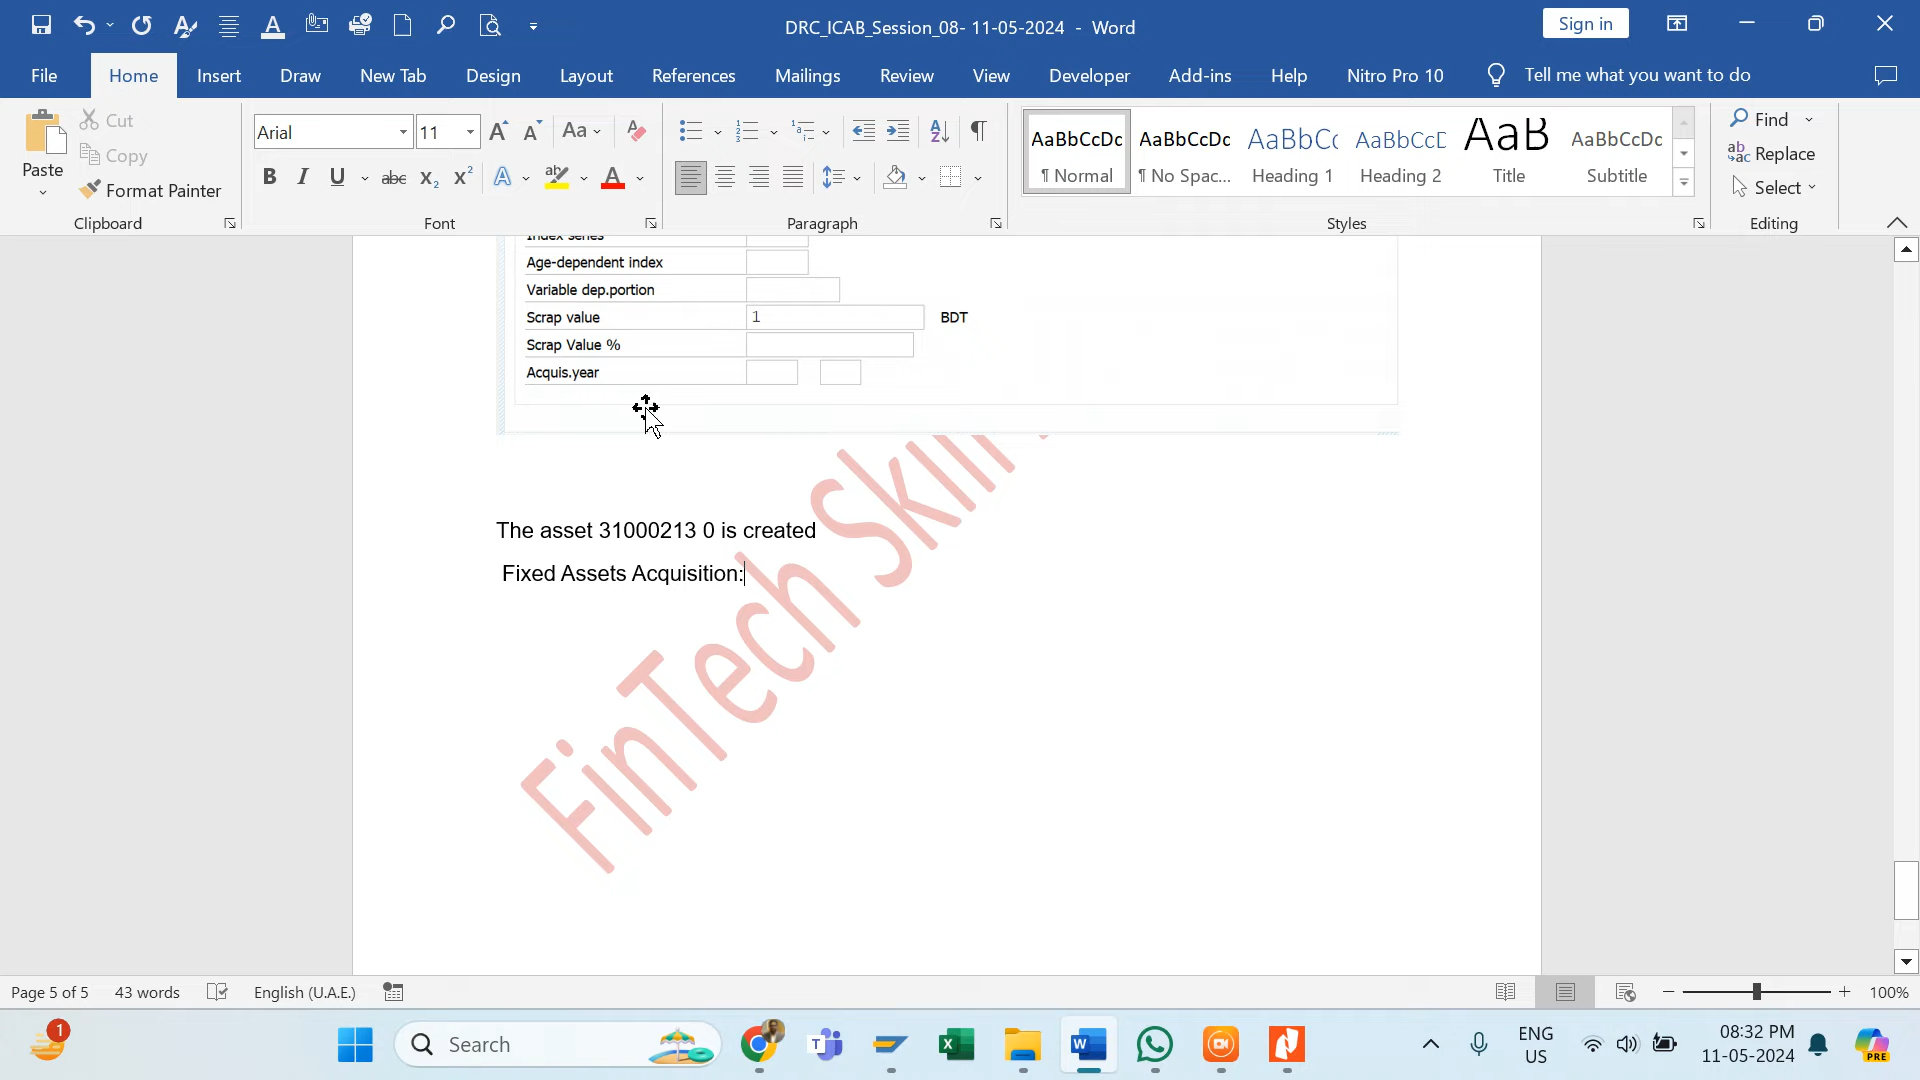 DRC_ICAB_Session_08- 11-05-2024 - Word
Sign in
File Home Insert Draw New Tab Design Layout References Mailings Review View Developer Add-ins Help Nitro Pro 10 Tell me what you want to do
Paste
Cut
Copy
Format Painter
Clipboard
Arial 11
Font
Paragraph
AaBbCcDc
¶ Normal
AaBbCcDc
¶ No Spac...
AaBbCc
Heading 1
AaBbCcD
Heading 2
AaB
Title
AaBbCcDc
Subtitle
Styles
Find
Replace
Select
Editing
Index series
Age-dependent index
Variable dep.portion
Scrap value 1 BDT
Scrap Value %
Acquis.year
The asset 31000213 0 is created
Fixed Assets Acquisition:
FinTech Skill
Page 5 of 5 43 words English (U.A.E.) 100%
1
Search
ENG
US
08:32 PM
11-05-2024
PRE